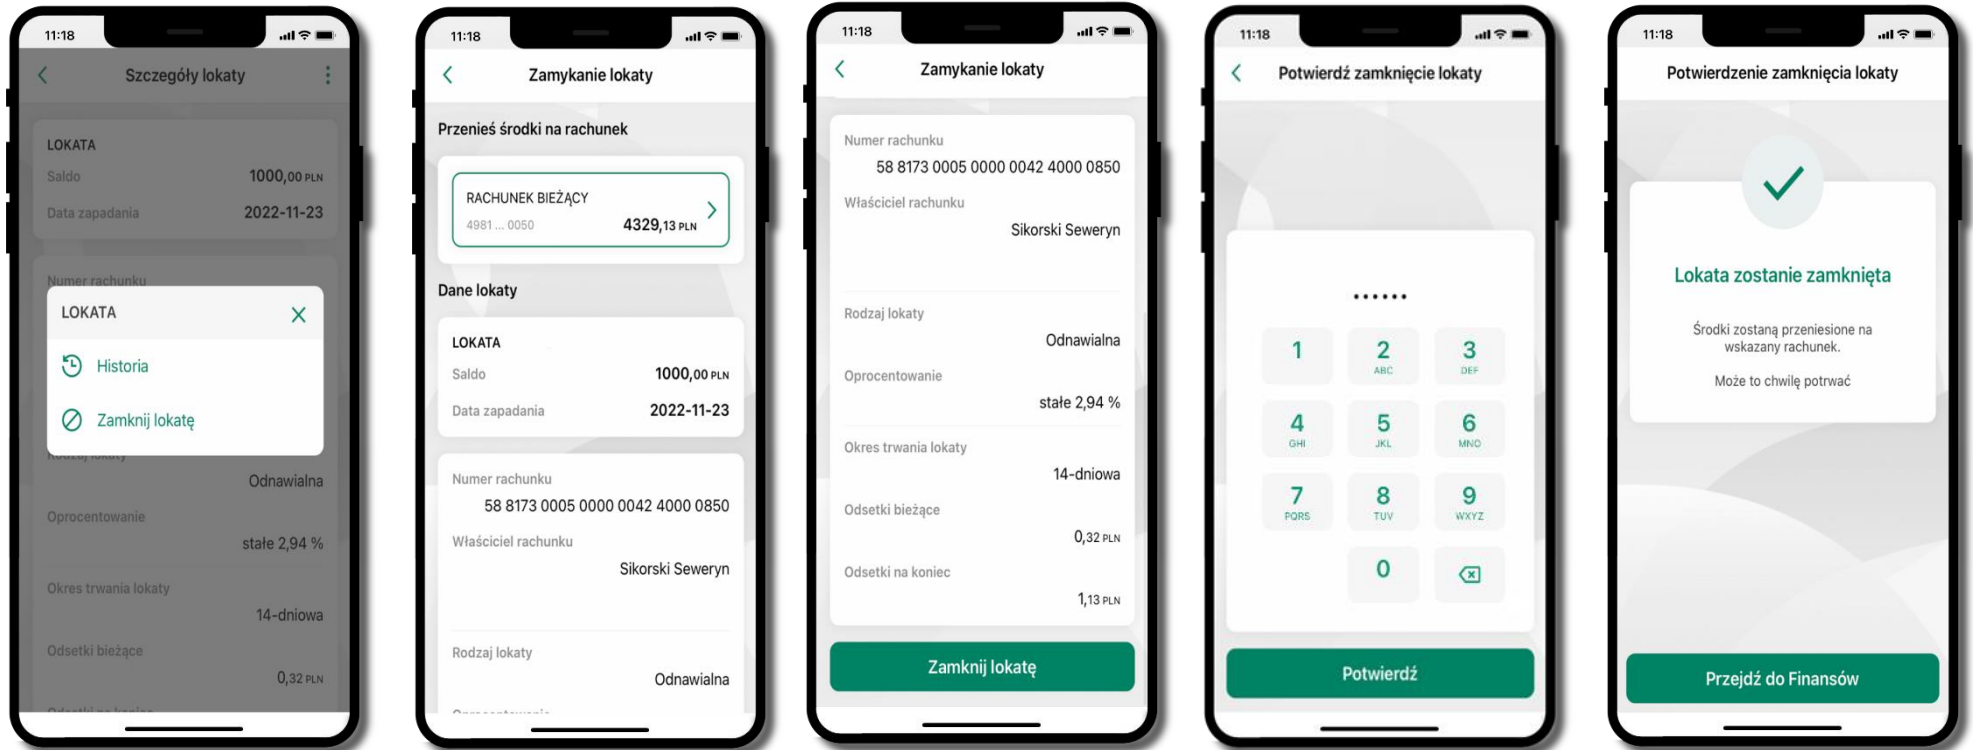 11:18
Szczegóły lokaty
LOKATA
Saldo 1000,00 PLN
Data zapadania 2022-11-23
Numer rachunku
LOKATA
Historia
Zamknij lokatę
Rodzaj lokaty
Odnawialna
Oprocentowanie
stałe 2,94 %
Okres trwania lokaty
14-dniowa
Odsetki bieżące
0,32 PLN
Odsetki na koniec
11:18
Zamykanie lokaty
Przenieś środki na rachunek
RACHUNEK BIEŻĄCY
4981 ... 0050 4329,13 PLN
Dane lokaty
LOKATA
Saldo 1000,00 PLN
Data zapadania 2022-11-23
Numer rachunku
58 8173 0005 0000 0042 4000 0850
Właściciel rachunku
Sikorski Seweryn
Rodzaj lokaty
Odnawialna
Oprocentowanie
11:18
Zamykanie lokaty
Numer rachunku
58 8173 0005 0000 0042 4000 0850
Właściciel rachunku
Sikorski Seweryn
Rodzaj lokaty
Odnawialna
Oprocentowanie
stałe 2,94 %
Okres trwania lokaty
14-dniowa
Odsetki bieżące
0,32 PLN
Odsetki na koniec
1,13 PLN
Zamknij lokatę
11:18
Potwierdź zamknięcie lokaty
1 2 3
ABC DEF
4 5 6
GHI JKL MNO
7 8 9
PQRS TUV WXYZ
0
Potwierdź
11:18
Potwierdzenie zamknięcia lokaty
Lokata zostanie zamknięta
Środki zostaną przeniesione na
wskazany rachunek.
Może to chwilę potrwać
Przejdź do Finansów